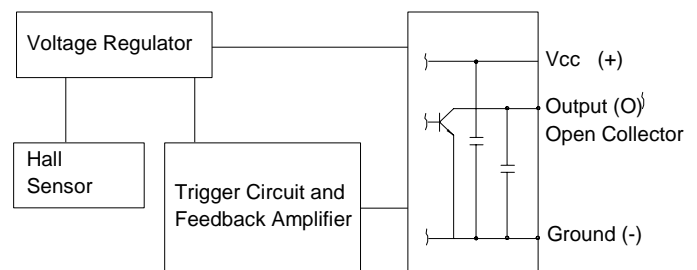 Voltage Regulator
Hall
Sensor
Trigger Circuit and
Feedback Amplifier
Vcc (+)
Output (O)
Open Collector
Ground (-)